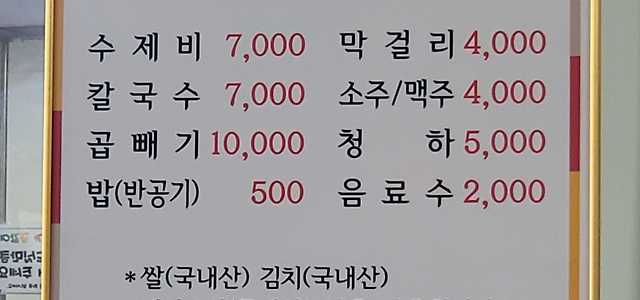 수제비 7,000 막걸리 4,000
칼국수 7,000 소주/맥주 4,000
곱빼기 10,000 청하 5,000
밥(반공기) 500 음료수 2,000
*쌀(국내산) 김치(국내산)